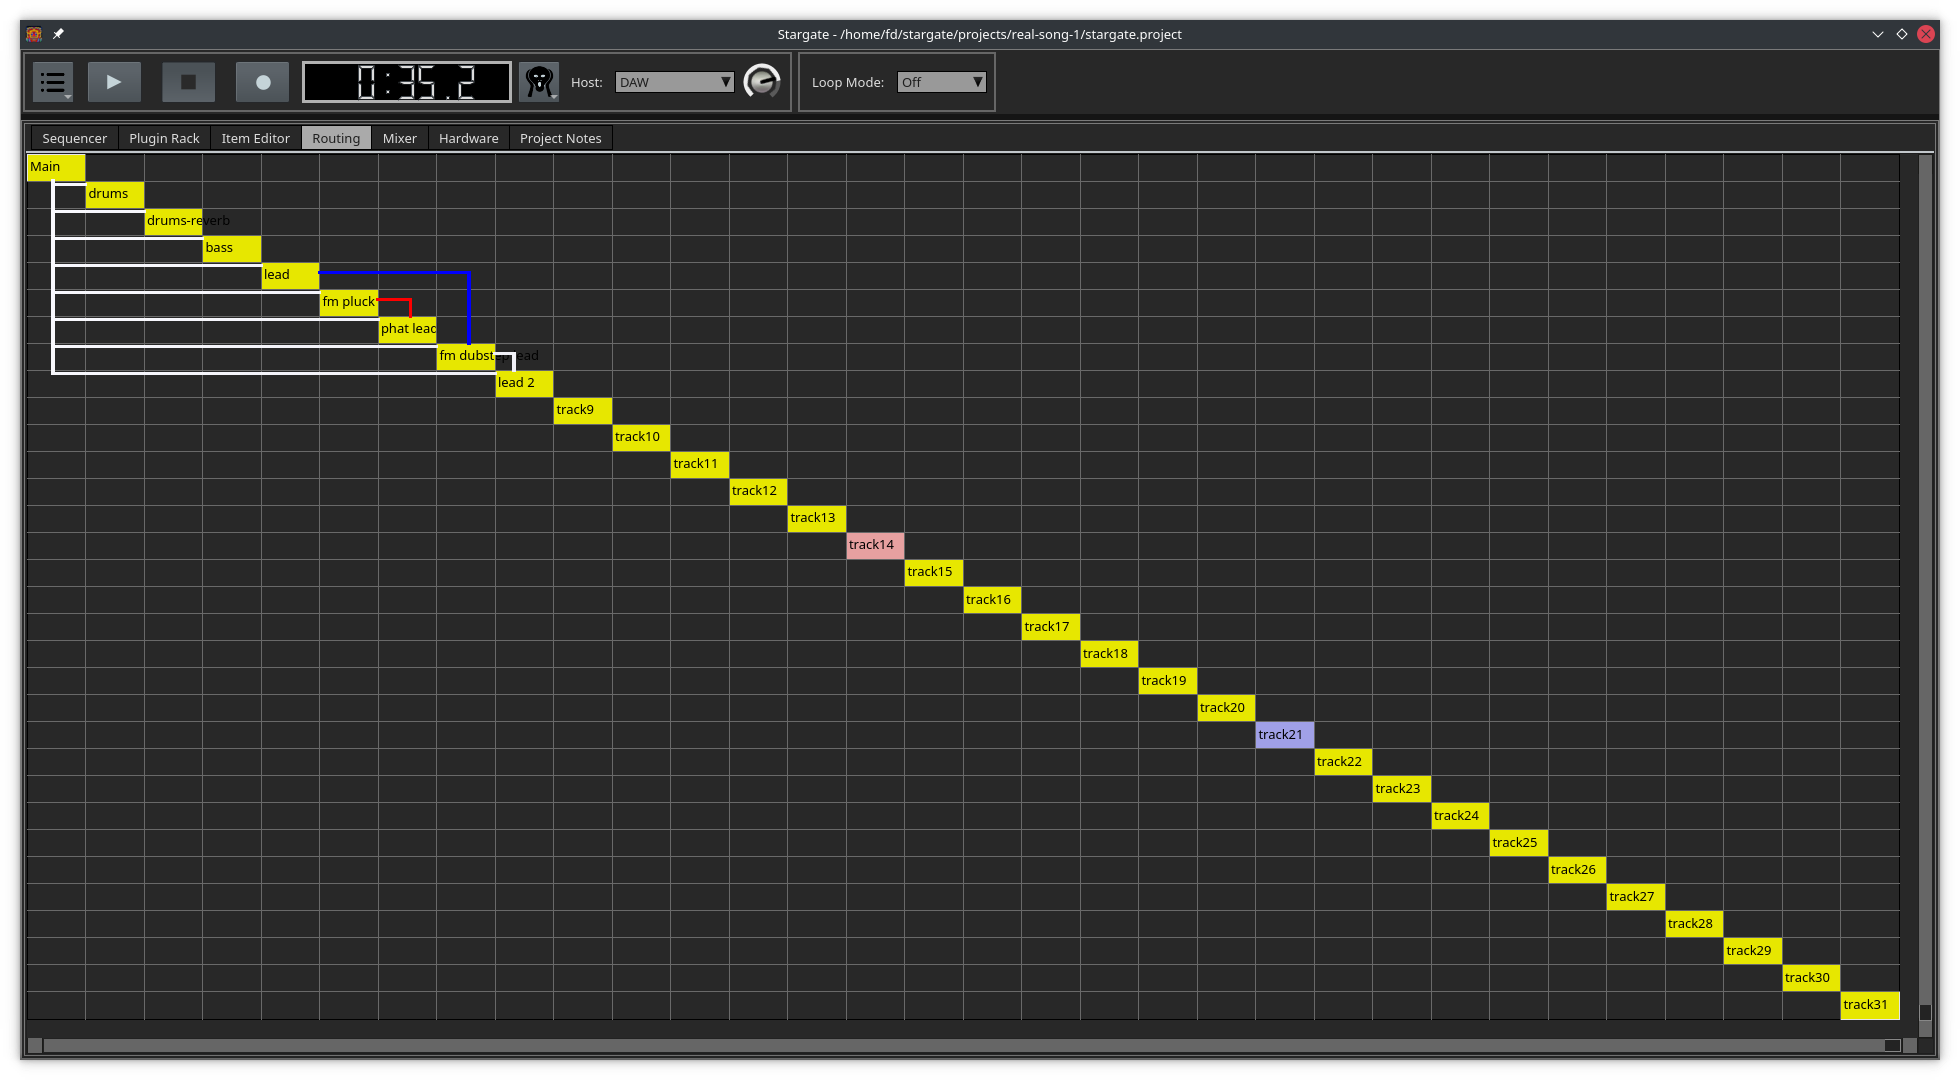 Stargate - /home/fd/stargate/projects/real-song-1/stargate.project
0:35.2
Host:
DAW
Loop Mode:
Off
Sequencer
Plugin Rack
Item Editor
Routing
Mixer
Hardware
Project Notes
Main
drums
drums-reverb
bass
lead
fm pluck
phat lead
fm dubstep lead
lead 2
track9
track10
track11
track12
track13
track14
track15
track16
track17
track18
track19
track20
track21
track22
track23
track24
track25
track26
track27
track28
track29
track30
track31